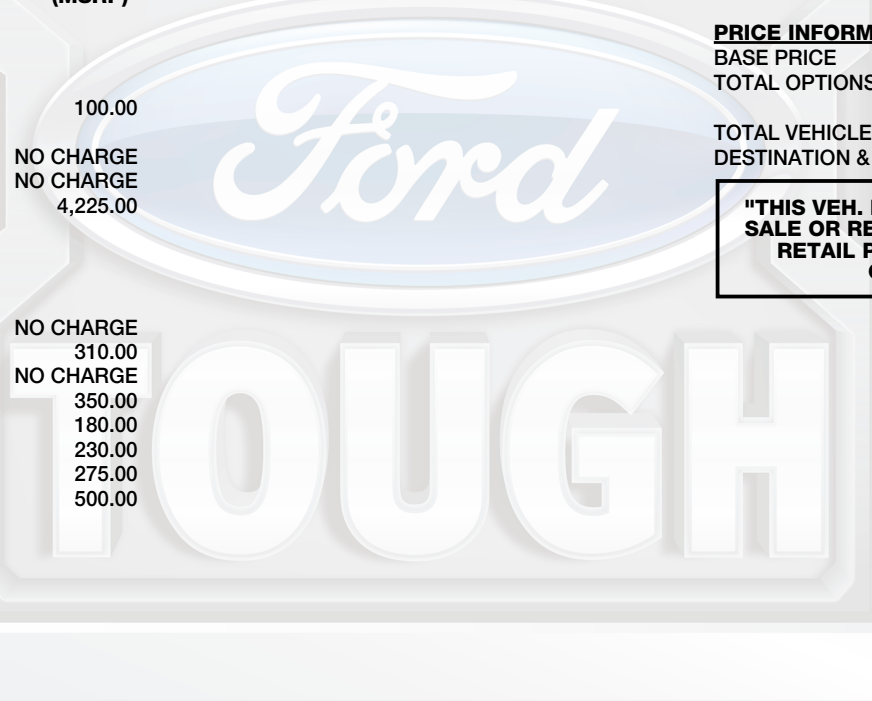 (MSRP)
100.00
NO CHARGE
NO CHARGE
4,225.00
NO CHARGE
310.00
NO CHARGE
350.00
180.00
230.00
275.00
500.00
PRICE INFORM
BASE PRICE
TOTAL OPTIONS
TOTAL VEHICLE
DESTINATION &
"THIS VEH.
SALE OR RE
RETAIL P
Ford
TOUGH